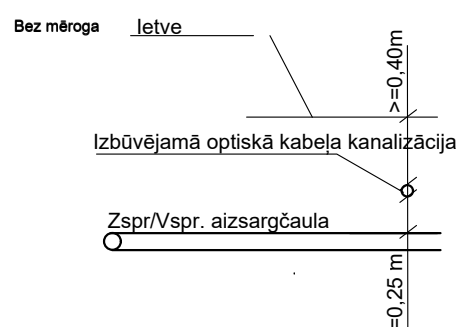 Bez mēroga
Ietve
>=0,40m
Izbūvējamā optiskā kabeļa kanalizācija
Zspr/Vspr. aizsargčaula
=0,25 m